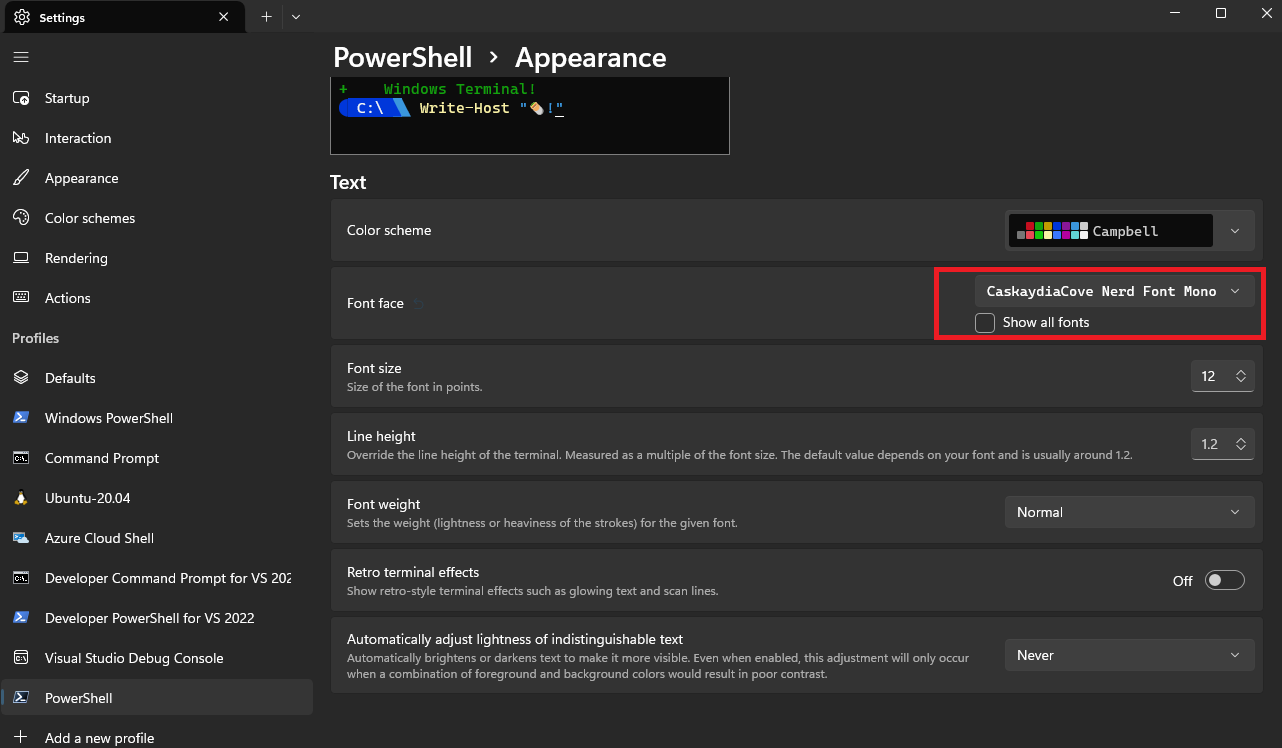 Settings
PowerShell › Appearance
+ Windows Terminal!
C:\ Write-Host "🩹!"_
Startup
Interaction
Appearance
Color schemes
Rendering
Actions
Profiles
Defaults
Windows PowerShell
Command Prompt
Ubuntu-20.04
Azure Cloud Shell
Developer Command Prompt for VS 202
Developer PowerShell for VS 2022
Visual Studio Debug Console
PowerShell
Add a new profile
Text
Color scheme
Campbell
Font face
CaskaydiaCove Nerd Font Mono
Show all fonts
Font size
Size of the font in points.
12
Line height
Override the line height of the terminal. Measured as a multiple of the font size. The default value depends on your font and is usually around 1.2.
1.2
Font weight
Sets the weight (lightness or heaviness of the strokes) for the given font.
Normal
Retro terminal effects
Show retro-style terminal effects such as glowing text and scan lines.
Off
Automatically adjust lightness of indistinguishable text
Automatically brightens or darkens text to make it more visible. Even when enabled, this adjustment will only occur
when a combination of foreground and background colors would result in poor contrast.
Never